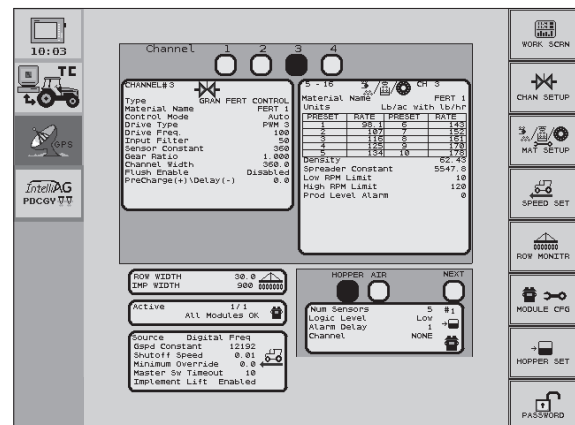 10:03
TC
GPS
IntelliAG
PDCGY
Channel 1 2 3 4
CHANNEL# 3
Type GRAN FERT CONTROL
Material Name FERT 1
Control Mode Auto
Drive Type PWM 3
Drive Freq. 100
Input Filter 50
Sensor Constant 360
Gear Ratio 1.000
Channel Width 360.0
Flush Enable Disabled
PreCharge(+)\Delay(-) 0.0
5 - 16 CH 3
Material Name FERT 1
Units Lb/ac with lb/hr
PRESET RATE PRESET RATE
1 98.1 6 143
2 107 7 152
3 116 8 161
4 125 9 170
5 134 10 178
Density 62.43
Spreader Constant 5547.8
Low RPM Limit 10
High RPM Limit 120
Prod Level Alarm 0
ROW WIDTH 30.0
IMP WIDTH 900
Active 1/1
All Modules OK
Source Digital Freq
Gspd Constant 12192
Shutoff Speed 0.01
Minimum Override 0.0
Master Sw Timeout 10
Implement Lift Enabled
HOPPER AIR NEXT
Num Sensors 5 #1
Logic Level Low
Alarm Delay 1
Channel NONE
WORK SCRN
CHAN SETUP
MAT SETUP
SPEED SET
ROW MONITR
MODULE CFG
HOPPER SET
PASSWORD